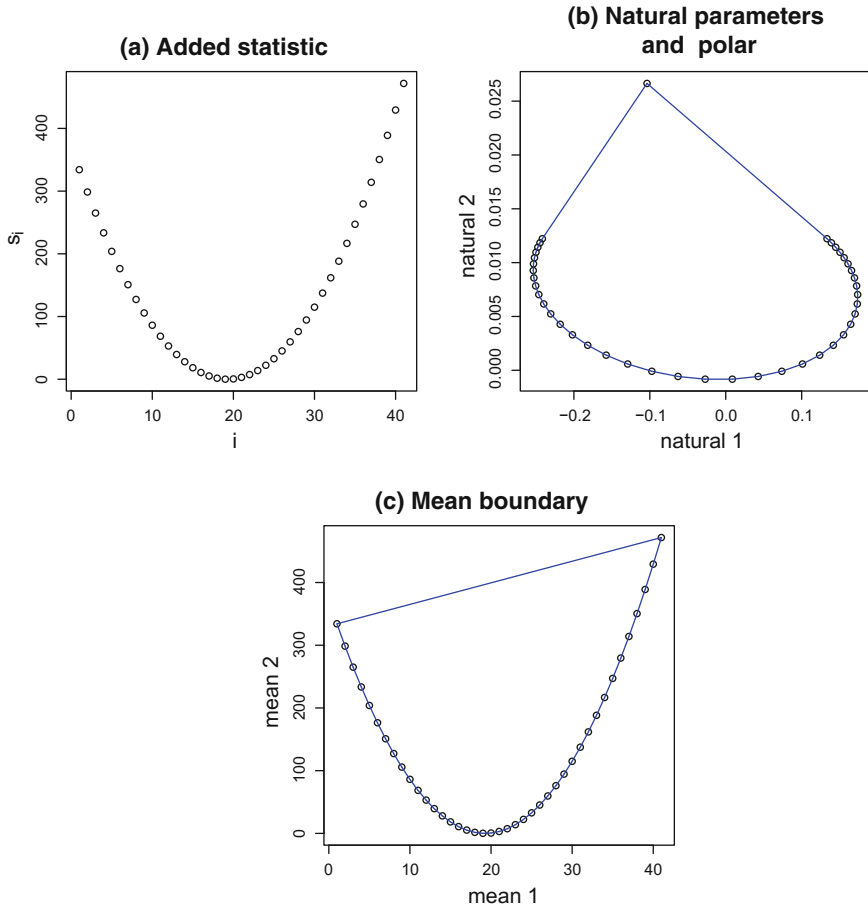 (a) Added statistic
400
300
200
100
0
s_i
0 10 20 30 40
i
(b) Natural parameters
and polar
0.025
0.020
0.015
0.010
0.005
0.000
natural 2
−0.2 −0.1 0.0 0.1
natural 1
(c) Mean boundary
400
300
200
100
0
mean 2
0 10 20 30 40
mean 1